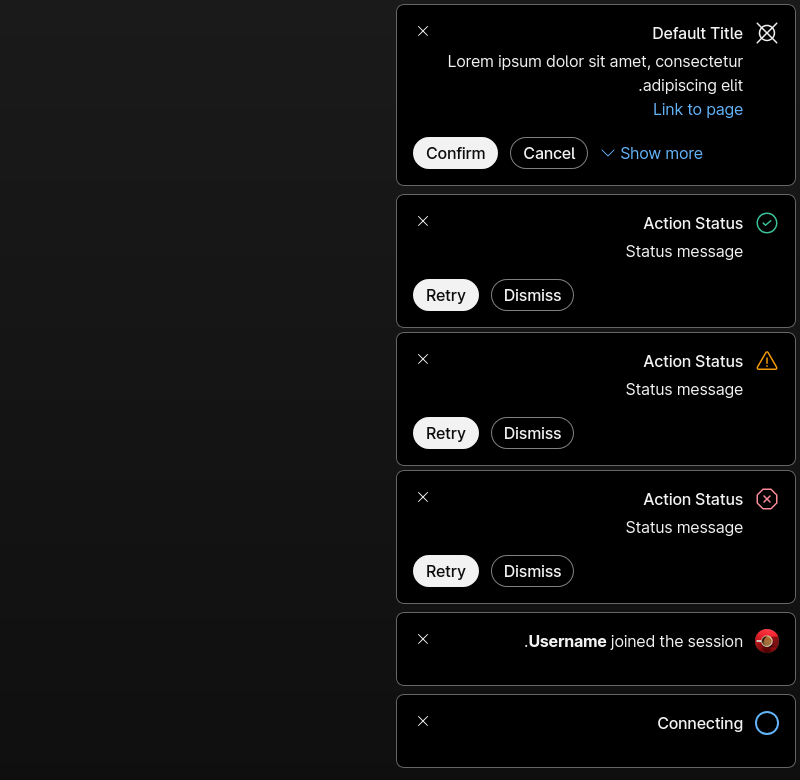 Default Title
Lorem ipsum dolor sit amet, consectetur
.adipiscing elit
Link to page
Confirm Cancel Show more
Action Status
Status message
Retry Dismiss
Action Status
Status message
Retry Dismiss
Action Status
Status message
Retry Dismiss
.Username joined the session
Connecting